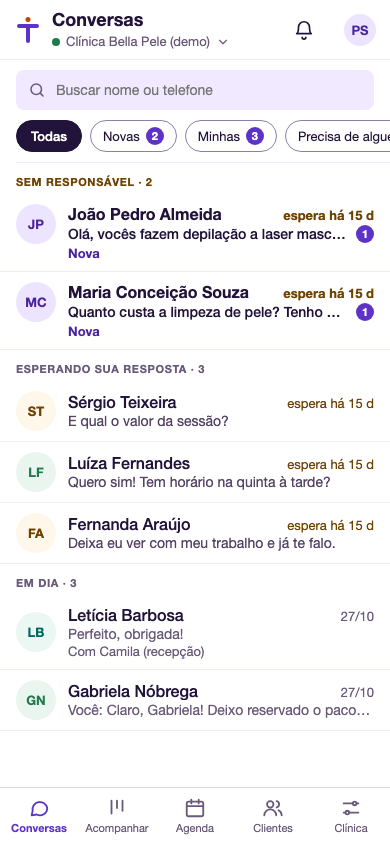 Conversas
Clínica Bella Pele (demo)
PS
Buscar nome ou telefone
Todas
Novas 2
Minhas 3
Precisa de algue
SEM RESPONSÁVEL · 2
JP
João Pedro Almeida
espera há 15 d
Olá, vocês fazem depilação a laser masc...
1
Nova
MC
Maria Conceição Souza
espera há 15 d
Quanto custa a limpeza de pele? Tenho ...
1
Nova
ESPERANDO SUA RESPOSTA · 3
ST
Sérgio Teixeira
espera há 15 d
E qual o valor da sessão?
LF
Luíza Fernandes
espera há 15 d
Quero sim! Tem horário na quinta à tarde?
FA
Fernanda Araújo
espera há 15 d
Deixa eu ver com meu trabalho e já te falo.
EM DIA · 3
LB
Letícia Barbosa
27/10
Perfeito, obrigada!
Com Camila (recepção)
GN
Gabriela Nóbrega
27/10
Você: Claro, Gabriela! Deixo reservado o paco...
Conversas
Acompanhar
Agenda
Clientes
Clínica